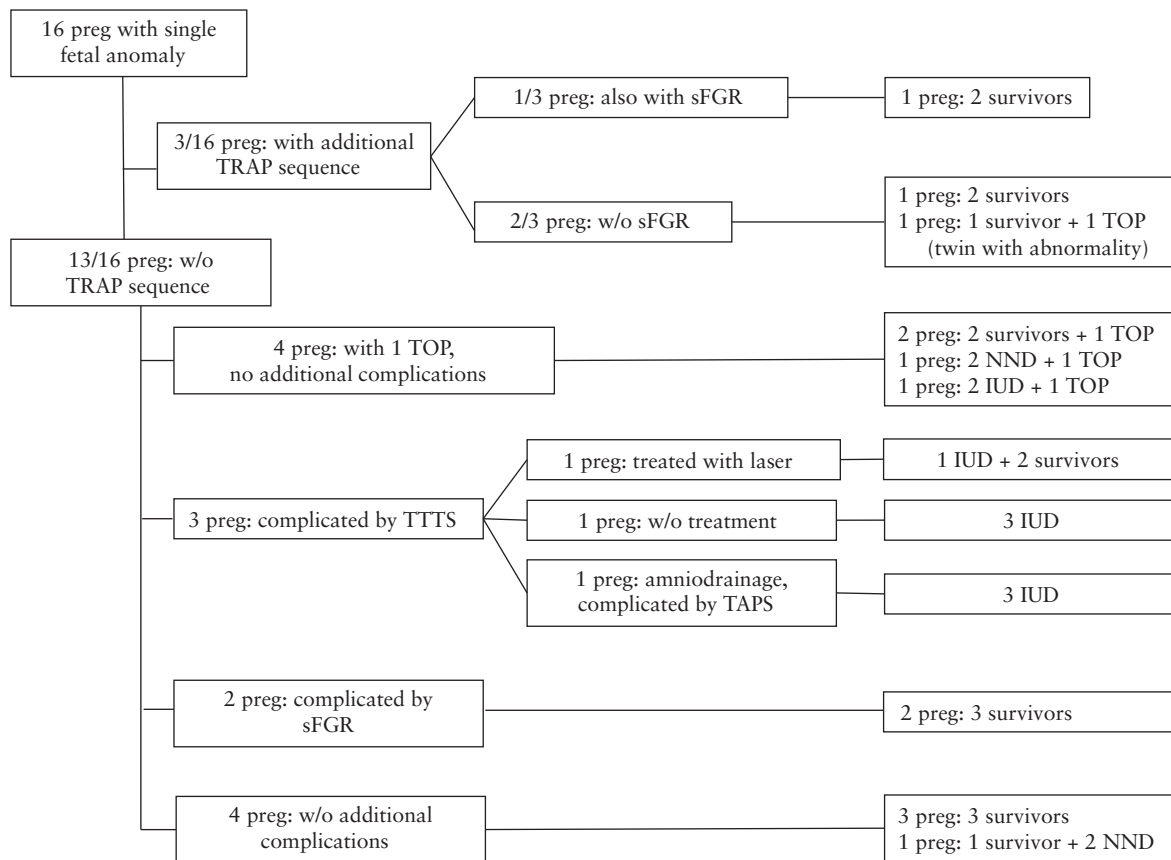 16 preg with single
fetal anomaly
1/3 preg: also with sFGR
1 preg: 2 survivors
3/16 preg: with additional
TRAP sequence
2/3 preg: w/o sFGR
1 preg: 2 survivors
1 preg: 1 survivor + 1 TOP
(twin with abnormality)
13/16 preg: w/o
TRAP sequence
4 preg: with 1 TOP,
no additional complications
2 preg: 2 survivors + 1 TOP
1 preg: 2 NND + 1 TOP
1 preg: 2 IUD + 1 TOP
3 preg: complicated by TTTS
1 preg: treated with laser
1 IUD + 2 survivors
1 preg: w/o treatment
3 IUD
1 preg: amniodrainage,
complicated by TAPS
3 IUD
2 preg: complicated by
sFGR
2 preg: 3 survivors
4 preg: w/o additional
complications
3 preg: 3 survivors
1 preg: 1 survivor + 2 NND